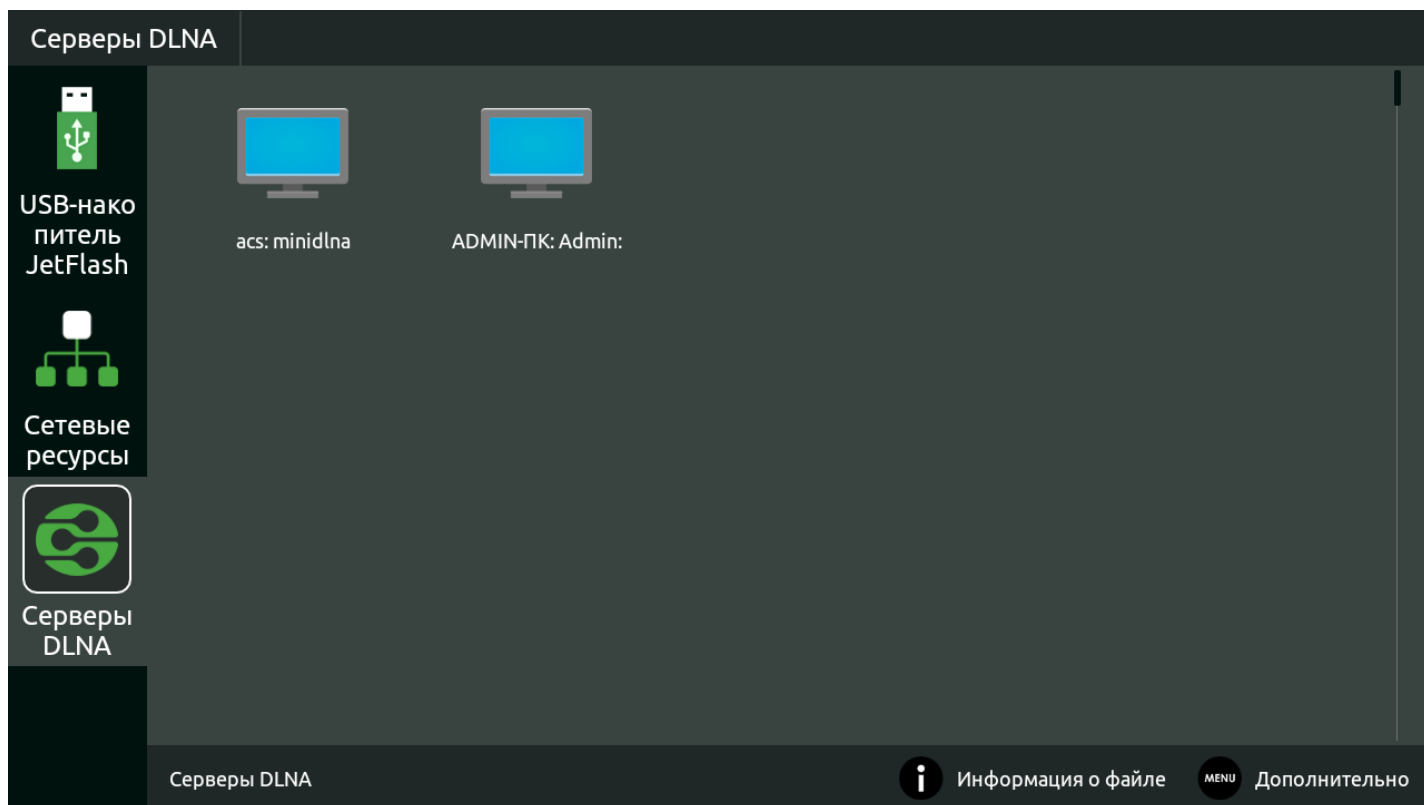 Серверы DLNA
USB-нако
питель
JetFlash
Сетевые
ресурсы
Серверы
DLNA
acs: minidlna
ADMIN-ПК: Admin:
Серверы DLNA
i
Информация о файле
MENU
Дополнительно